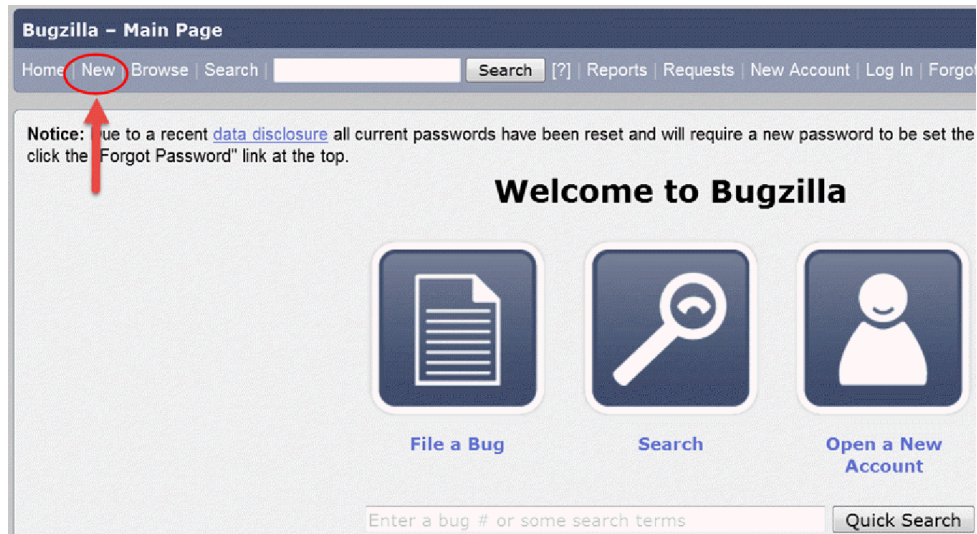 Bugzilla – Main Page
Home | New | Browse | Search | Search [?] | Reports | Requests | New Account | Log In | Forgot
Notice: Due to a recent data disclosure all current passwords have been reset and will require a new password to be set the
click the "Forgot Password" link at the top.
Welcome to Bugzilla
File a Bug
Search
Open a New
Account
Enter a bug # or some search terms
Quick Search